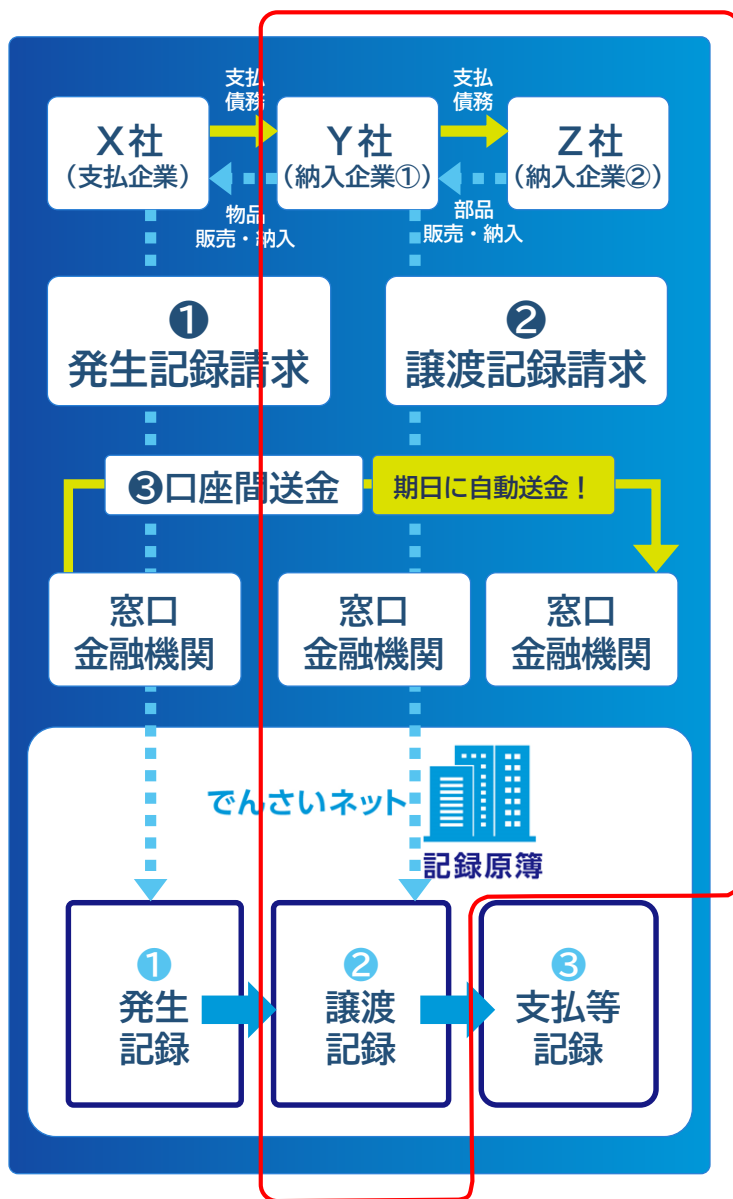 支払
債務
支払
債務
X社
(支払企業)
Y社
(納入企業①)
Z社
(納入企業②)
物品
販売・納入
部品
販売・納入
❶
発生記録請求
❷
譲渡記録請求
❸口座間送金
期日に自動送金！
窓口
金融機関
窓口
金融機関
窓口
金融機関
でんさいネット
記録原簿
❶
発生
記録
❷
譲渡
記録
❸
支払等
記録